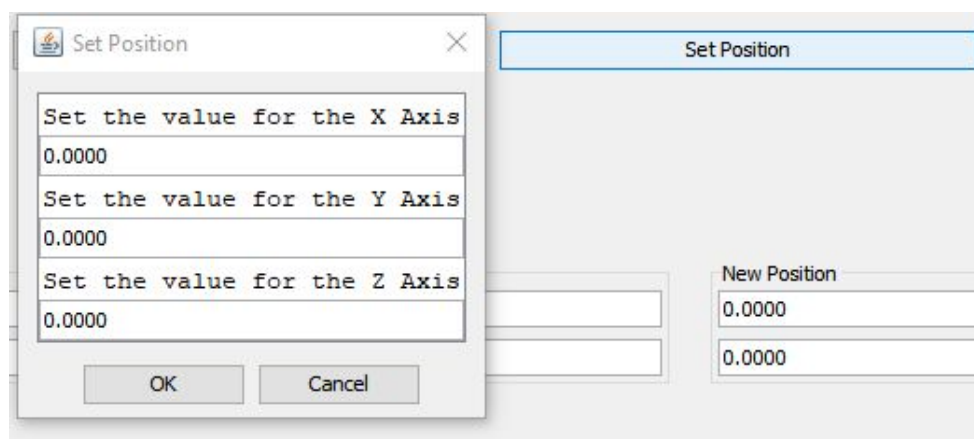 Set Position
Set the value for the X Axis
0.0000
Set the value for the Y Axis
0.0000
Set the value for the Z Axis
0.0000
OK
Cancel
Set Position
New Position
0.0000
0.0000